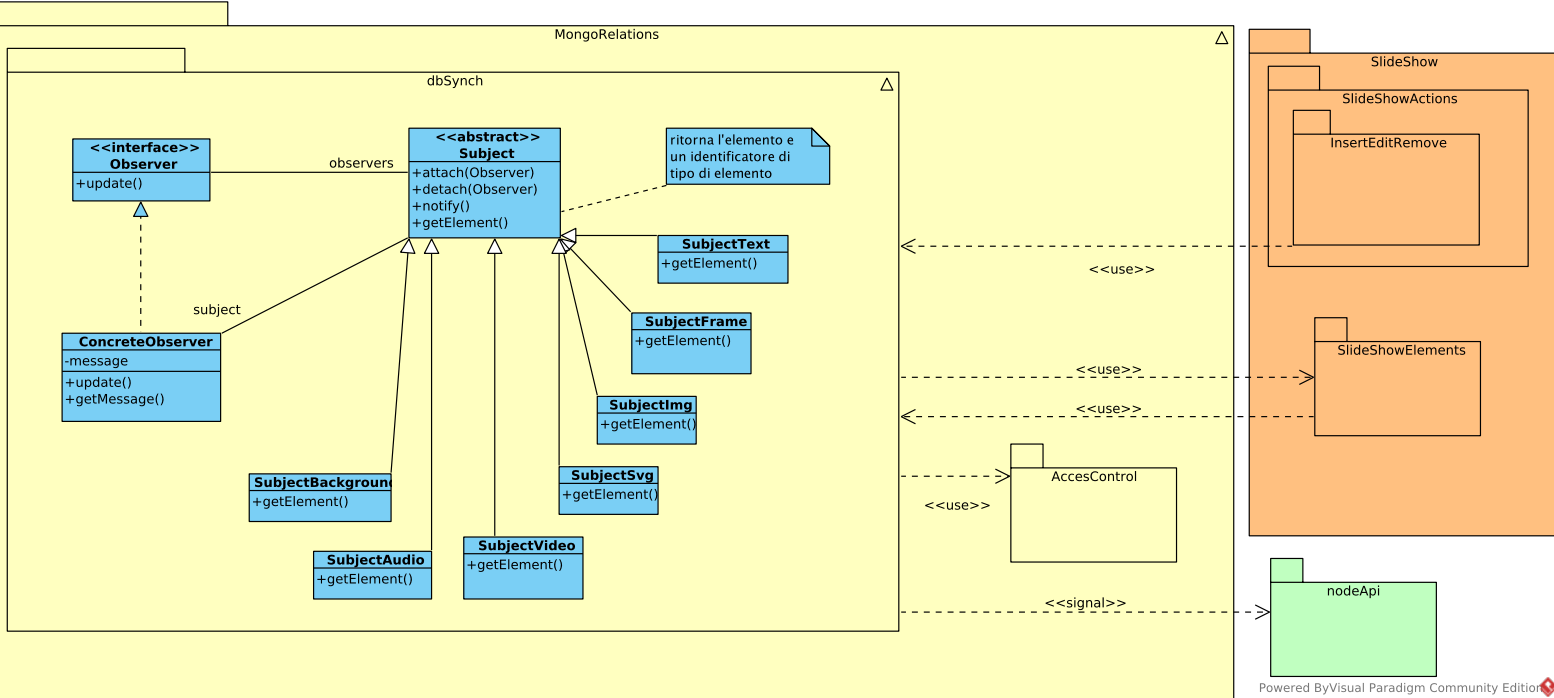 MongoRelations
dbSynch
<<interface>>
Observer
+update()
observers
<<abstract>>
Subject
+attach(Observer)
+detach(Observer)
+notify()
+getElement()
ritorna l'elemento e
un identificatore di
tipo di elemento
SubjectText
+getElement()
subject
SubjectFrame
+getElement()
ConcreteObserver
-message
+update()
+getMessage()
SubjectImg
+getElement()
SubjectBackground
+getElement()
SubjectSvg
+getElement()
SubjectAudio
+getElement()
SubjectVideo
+getElement()
<<use>>
<<use>>
<<use>>
<<use>>
AccesControl
<<signal>>
SlideShow
SlideShowActions
InsertEditRemove
SlideShowElements
nodeApi
Powered ByVisual Paradigm Community Edition